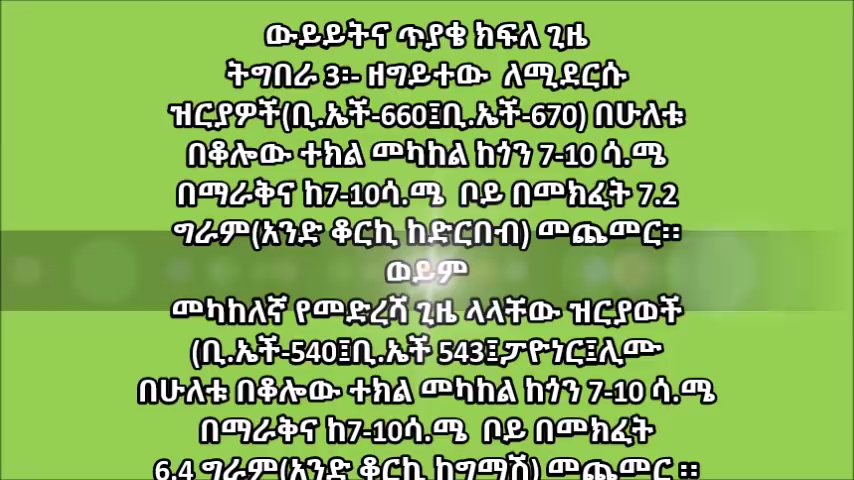 ውይይትና ጥያቄ ክፍለ ጊዜ
ትግበራ 3፡- ዘግይተው ለሚደርሱ
ዝርያዎች(ቢ.ኤች-660፤ቢ.ኤች-670) በሁለቱ
በቆሎው ተክል መካከል ከጎን 7-10 ሳ.ሜ
በማራቅና ከ7-10ሳ.ሜ ቦይ በመክፈት 7.2
ግራም(አንድ ቆርኪ ከድርበብ) መጨመር፡፡
ወይም
መካከለኛ የመድረሻ ጊዜ ላላቸው ዝርያወች
(ቢ.ኤች-540፤ቢ.ኤች 543፤ፓዮነር፤ሊሙ
በሁለቱ በቆሎው ተክል መካከል ከጎን 7-10 ሳ.ሜ
በማራቅና ከ7-10ሳ.ሜ ቦይ በመክፈት
6.4 ግራም(አንድ ቆርኪ ከግማሽ) መጨመር ፡፡